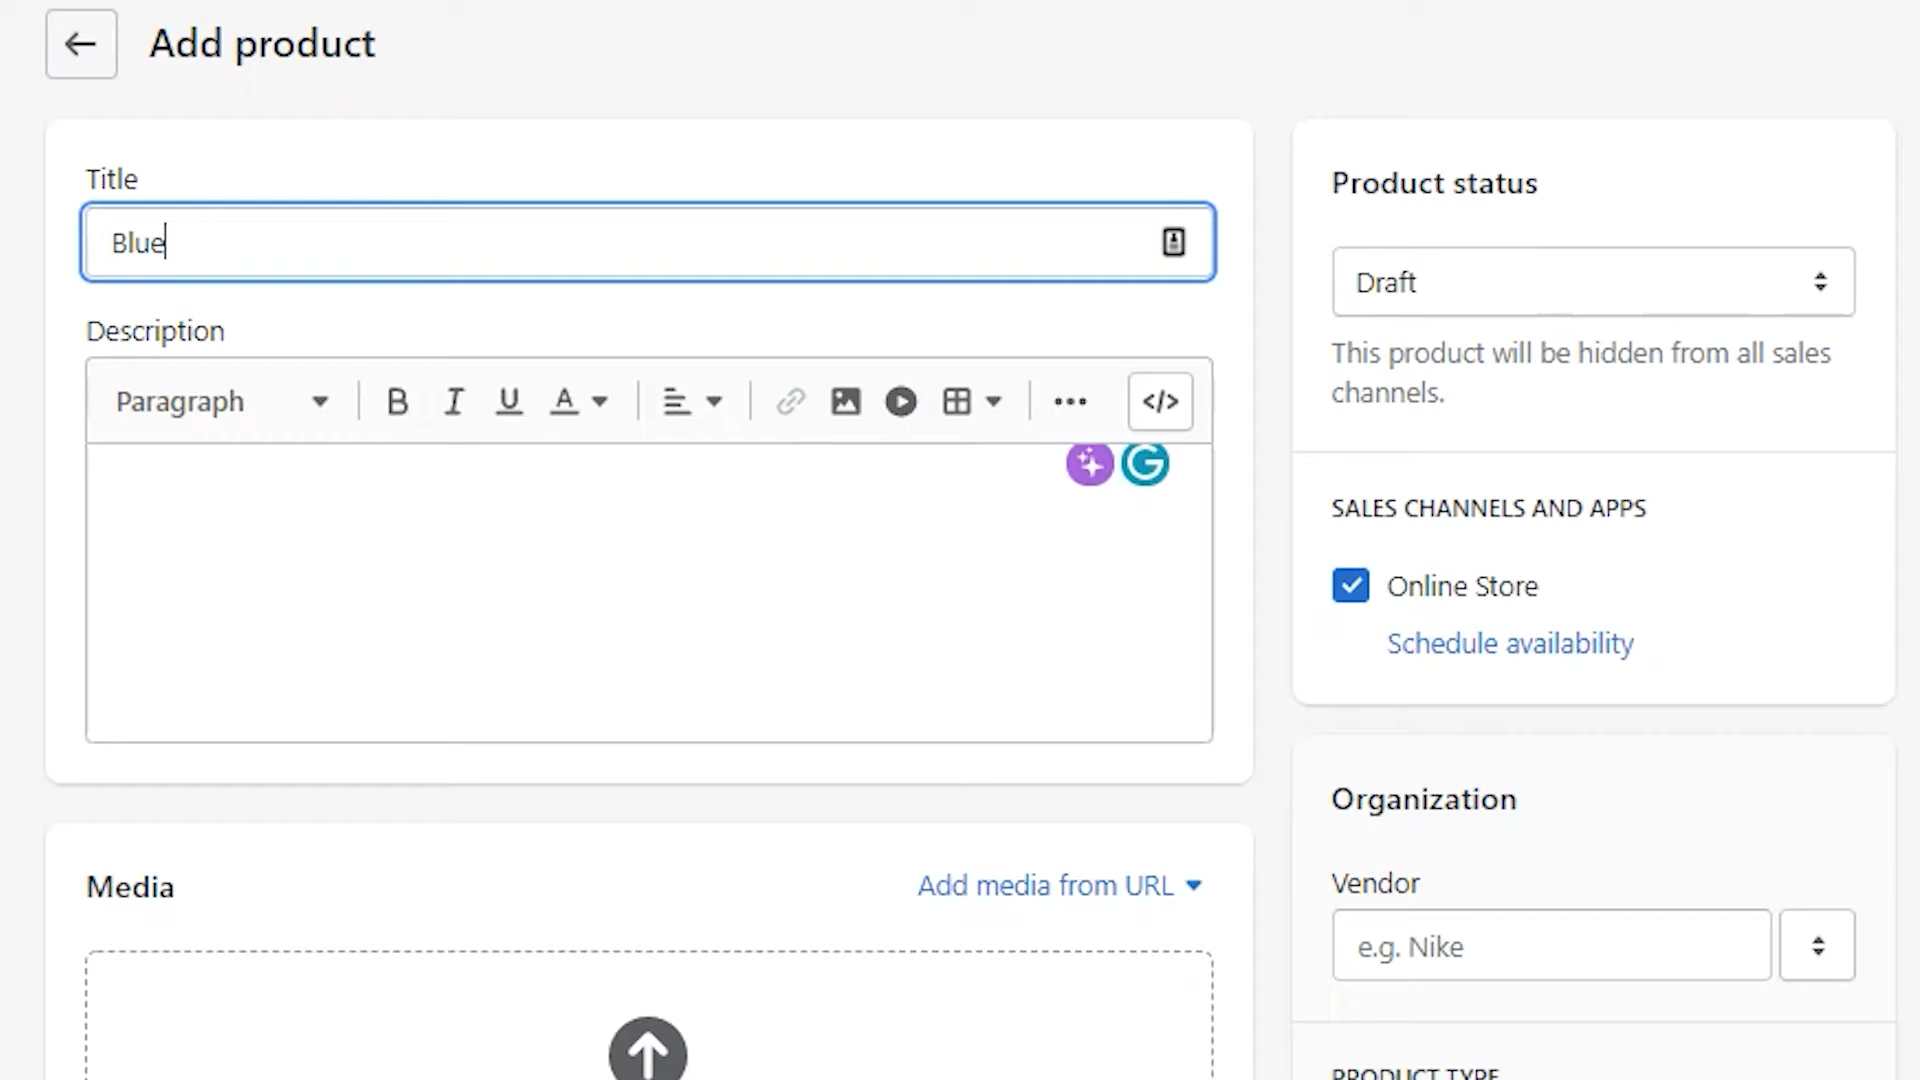 Add product
Title
Blue
Description
Paragraph
B I U A </>
Media
Add media from URL
Product status
Draft
This product will be hidden from all sales
channels.
SALES CHANNELS AND APPS
Online Store
Schedule availability
Organization
Vendor
e.g. Nike
PRODUCT TYPE